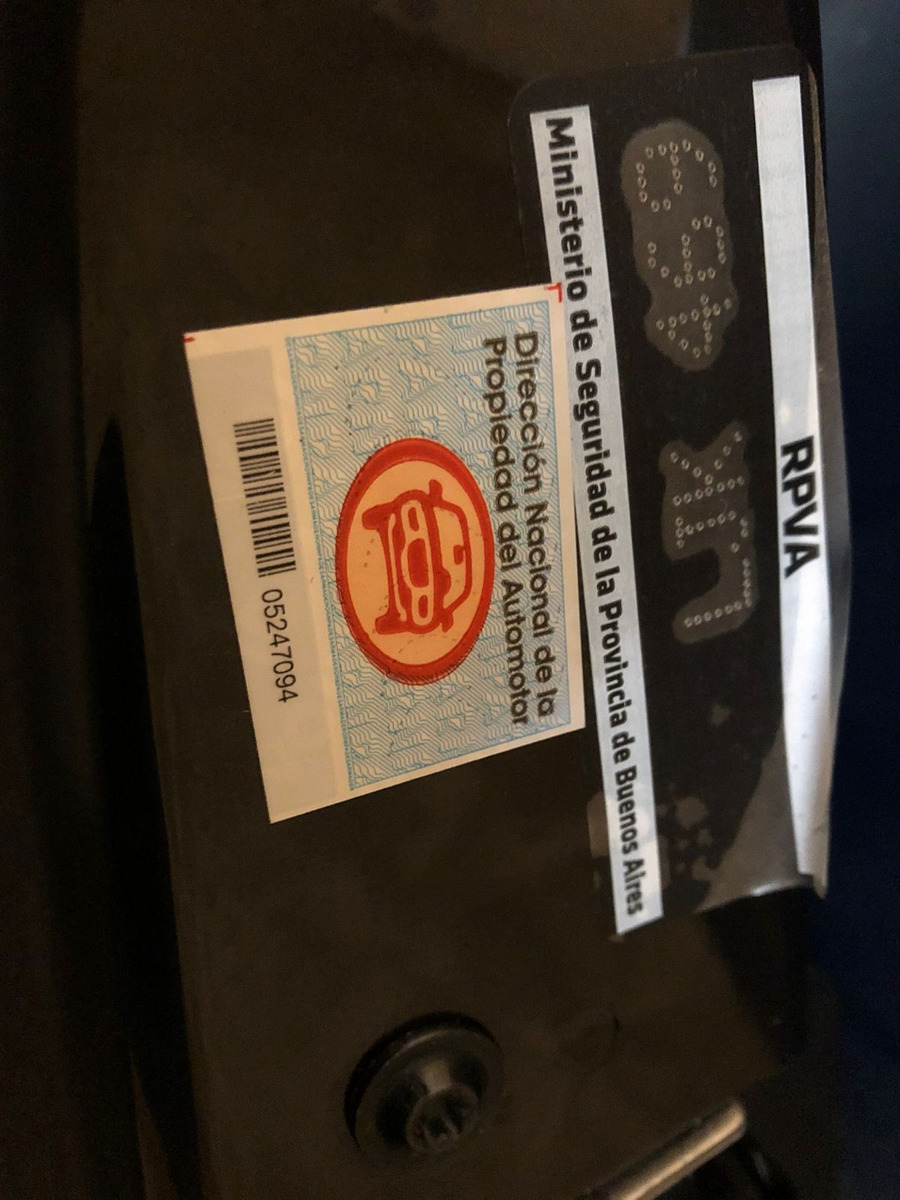 RPVA
Ministerio de Seguridad de la Provincia de Buenos Aires
Dirección Nacional de la
Propiedad del Automotor
05247094